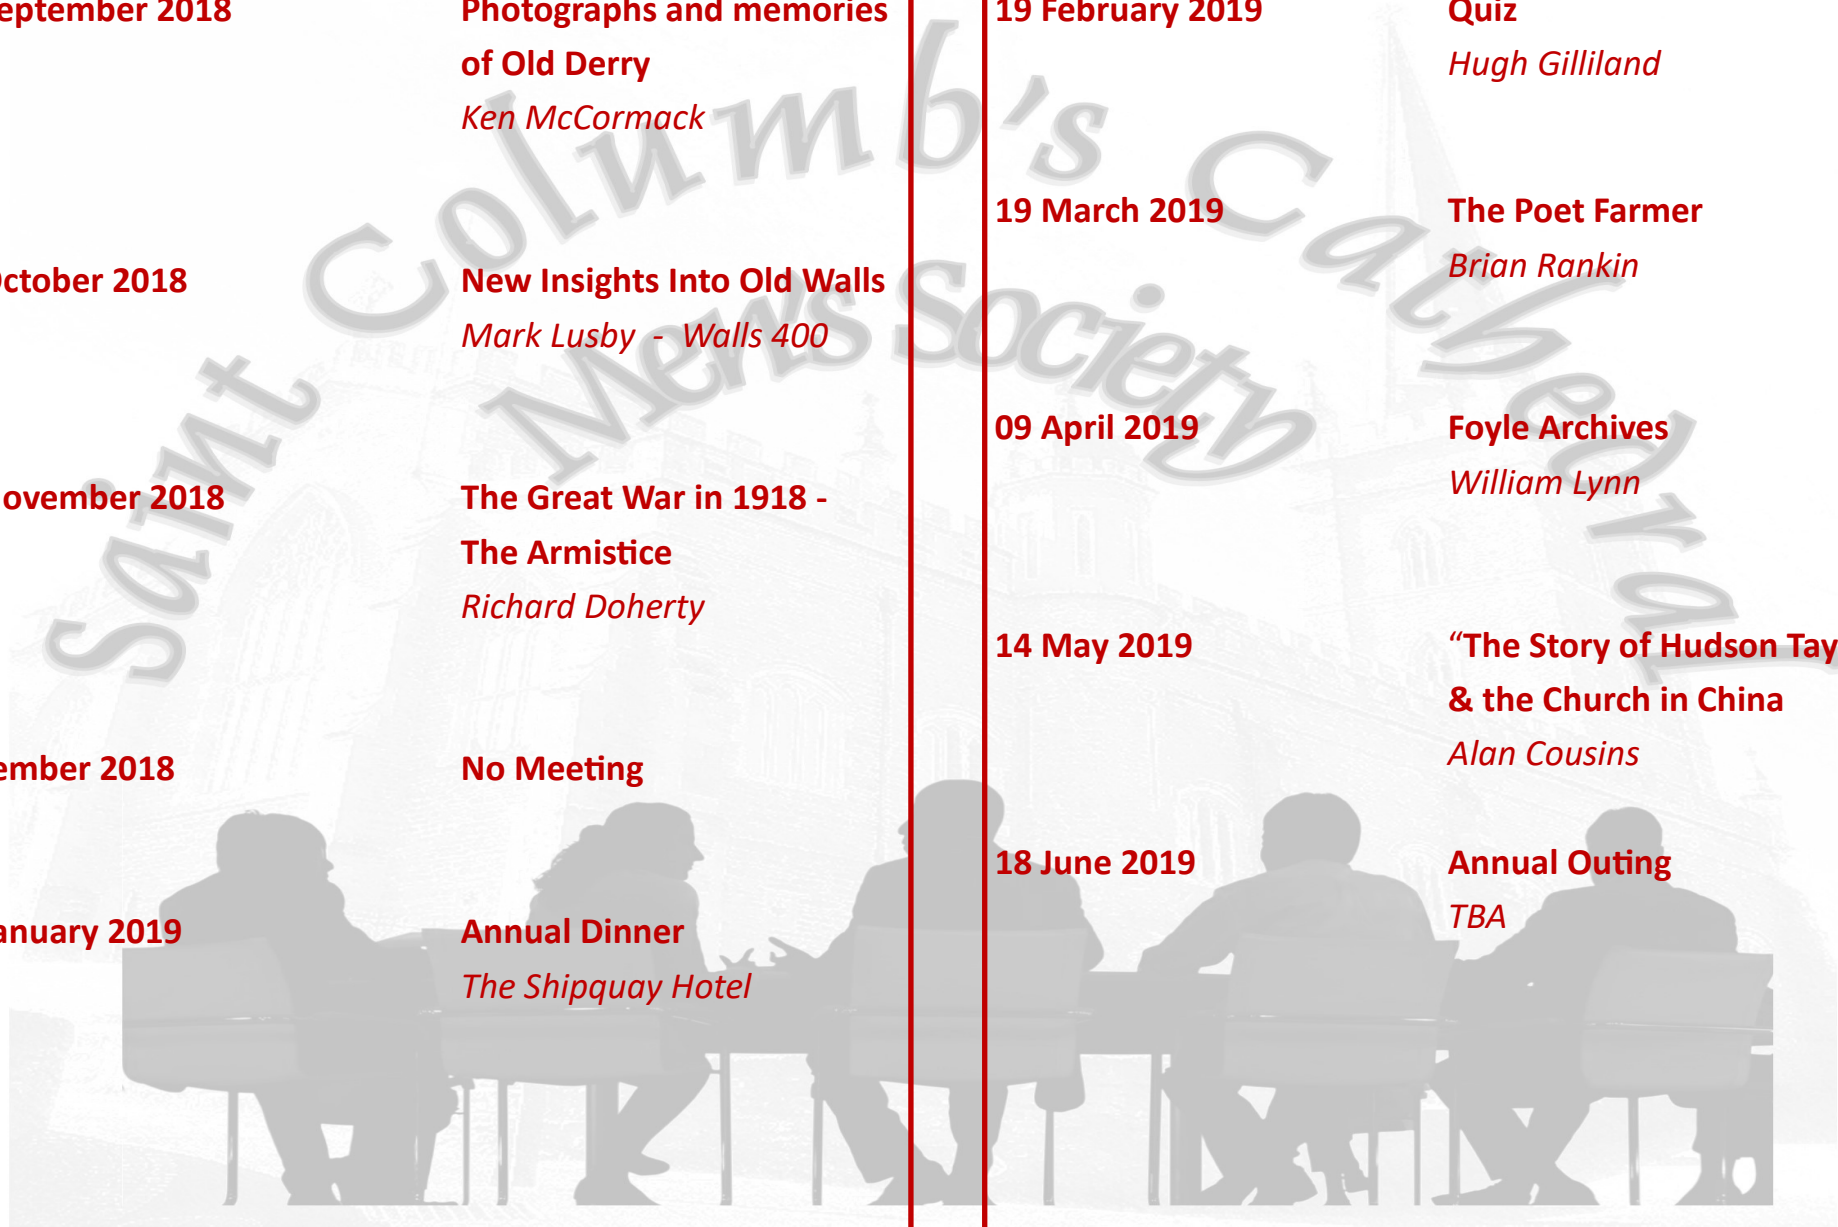 eptember 2018
Photographs and memories
of Old Derry
Ken McCormack
ctober 2018
New Insights Into Old Walls
Mark Lusby - Walls 400
ovember 2018
The Great War in 1918 -
The Armistice
Richard Doherty
ember 2018
No Meeting
anuary 2019
Annual Dinner
The Shipquay Hotel
19 February 2019
Quiz
Hugh Gilliland
19 March 2019
The Poet Farmer
Brian Rankin
09 April 2019
Foyle Archives
William Lynn
14 May 2019
“The Story of Hudson Tay
& the Church in China
Alan Cousins
18 June 2019
Annual Outing
TBA
Saint Columb's Cathedral
Men's Society